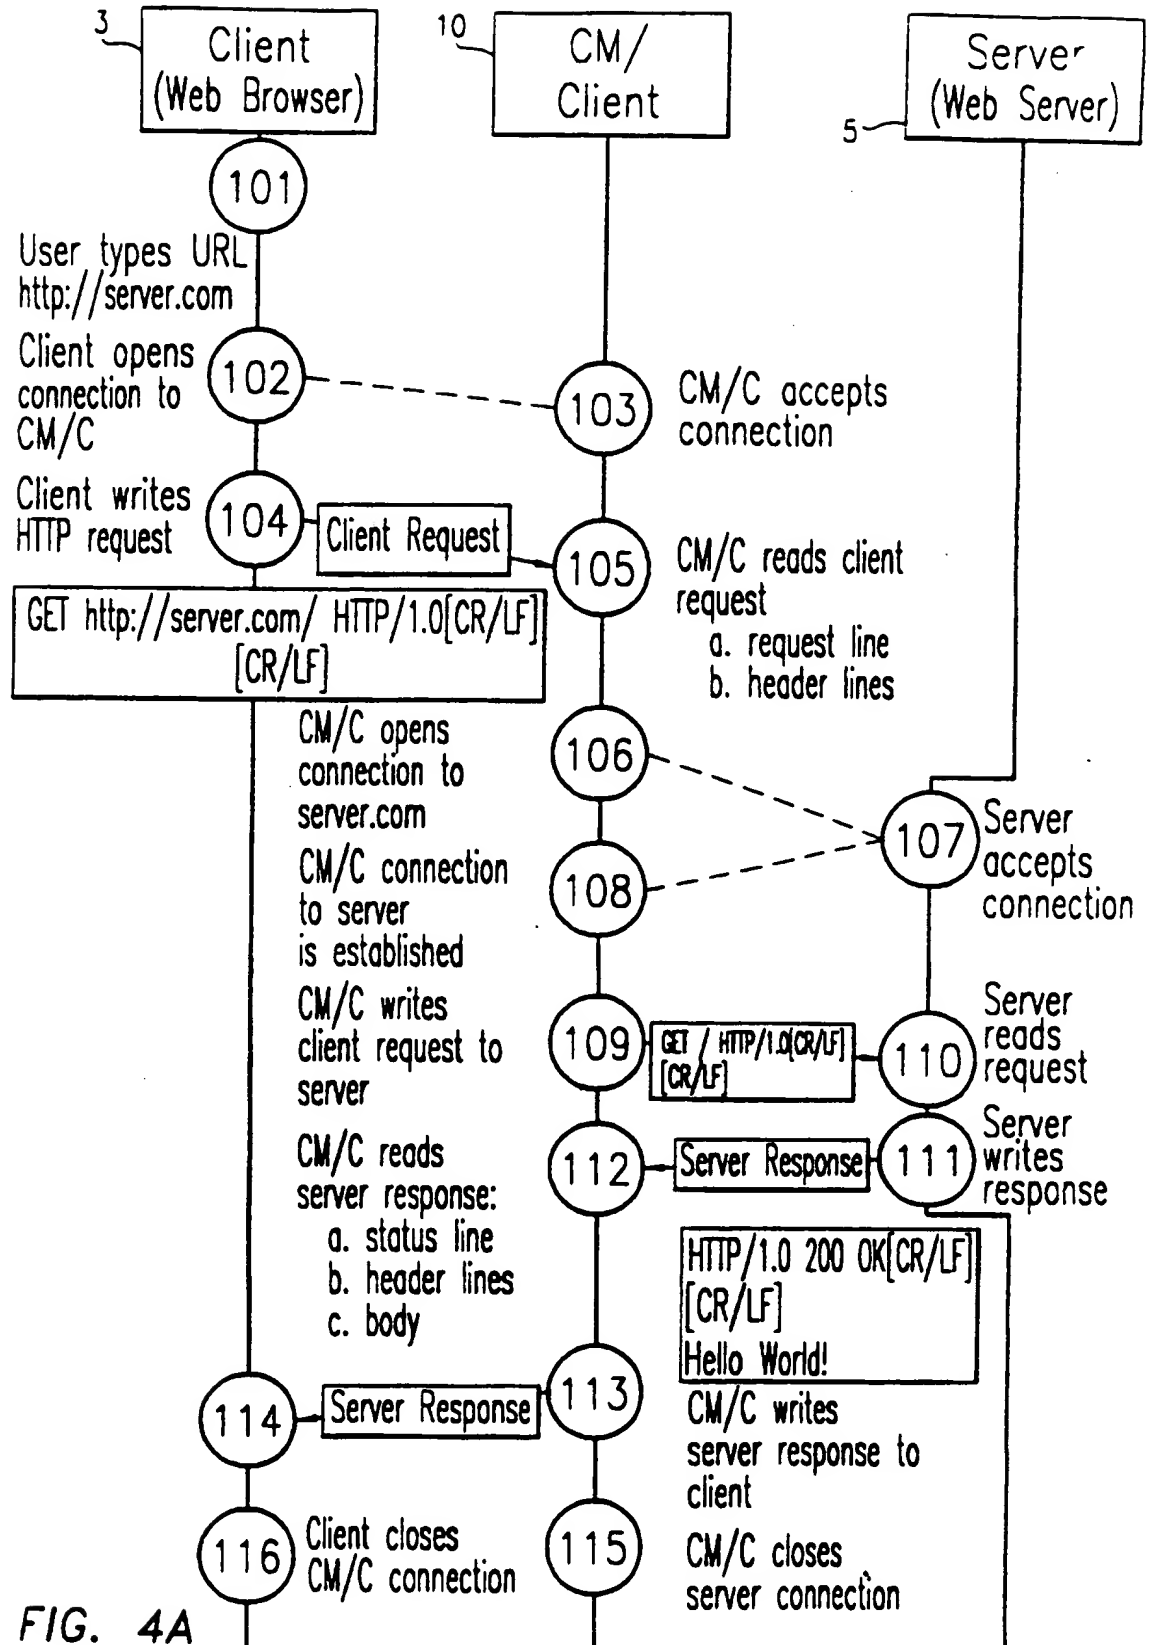 3
Client
(Web Browser)
10
CM/
Client
Server
(Web Server)
5
101
User types URL
http://server.com
Client opens
connection to
CM/C
102
103
CM/C accepts
connection
Client writes
HTTP request
104
Client Request
105
CM/C reads client
request
a. request line
b. header lines
GET http://server.com/ HTTP/1.0[CR/LF]
[CR/LF]
CM/C opens
connection to
server.com
106
107
Server
accepts
connection
CM/C connection
to server
is established
108
CM/C writes
client request to
server
109
GET / HTTP/1.0[CR/LF]
[CR/LF]
110
Server
reads
request
CM/C reads
server response:
a. status line
b. header lines
c. body
112
Server Response
111
Server
writes
response
HTTP/1.0 200 OK[CR/LF]
[CR/LF]
Hello World!
114
Server Response
113
CM/C writes
server response to
client
116
Client closes
CM/C connection
115
CM/C closes
server connection
FIG. 4A